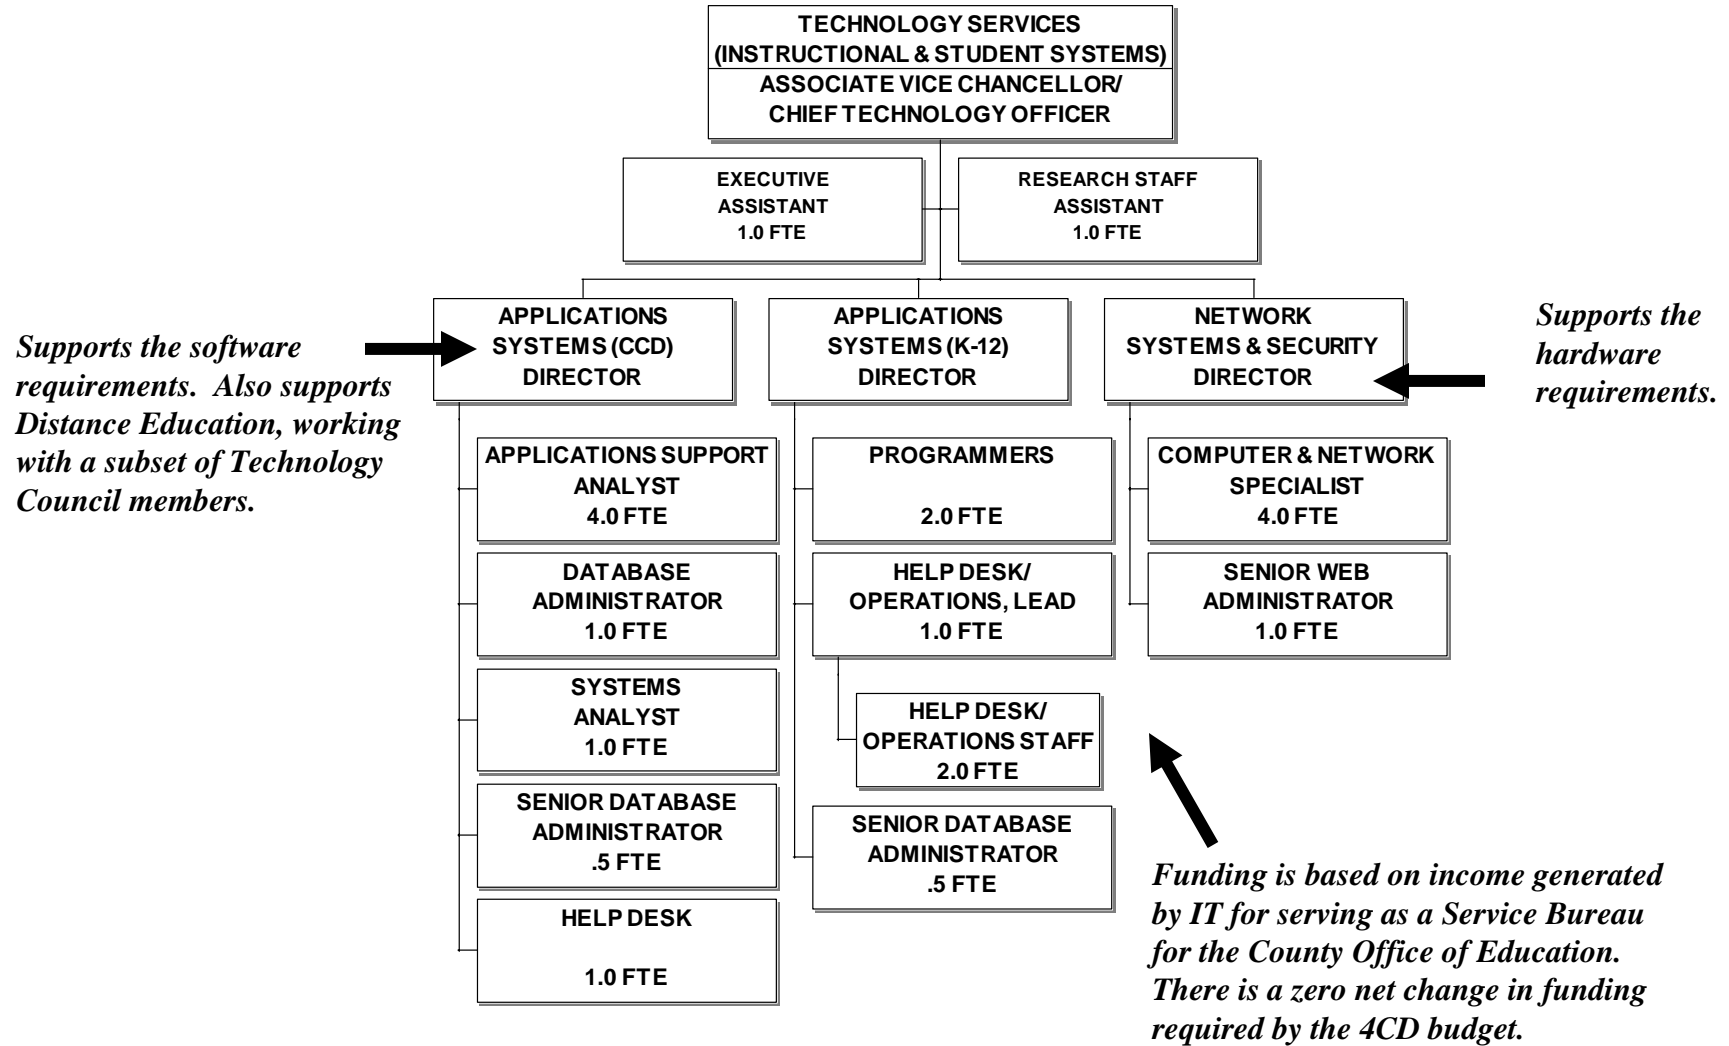 TECHNOLOGY SERVICES
(INSTRUCTIONAL & STUDENT SYSTEMS)
ASSOCIATE VICE CHANCELLOR/
CHIEF TECHNOLOGY OFFICER
EXECUTIVE
ASSISTANT
1.0 FTE
RESEARCH STAFF
ASSISTANT
1.0 FTE
Supports the software
requirements.  Also supports
Distance Education, working
with a subset of Technology
Council members.
APPLICATIONS
SYSTEMS (CCD)
DIRECTOR
APPLICATIONS
SYSTEMS (K-12)
DIRECTOR
NETWORK
SYSTEMS & SECURITY
DIRECTOR
Supports the
hardware
requirements.
APPLICATIONS SUPPORT
ANALYST
4.0 FTE
DATABASE
ADMINISTRATOR
1.0 FTE
SYSTEMS
ANALYST
1.0 FTE
SENIOR DATABASE
ADMINISTRATOR
.5 FTE
HELP DESK
1.0 FTE
PROGRAMMERS
2.0 FTE
HELP DESK/
OPERATIONS, LEAD
1.0 FTE
HELP DESK/
OPERATIONS STAFF
2.0 FTE
SENIOR DATABASE
ADMINISTRATOR
.5 FTE
COMPUTER & NETWORK
SPECIALIST
4.0 FTE
SENIOR WEB
ADMINISTRATOR
1.0 FTE
Funding is based on income generated
by IT for serving as a Service Bureau
for the County Office of Education.
There is a zero net change in funding
required by the 4CD budget.